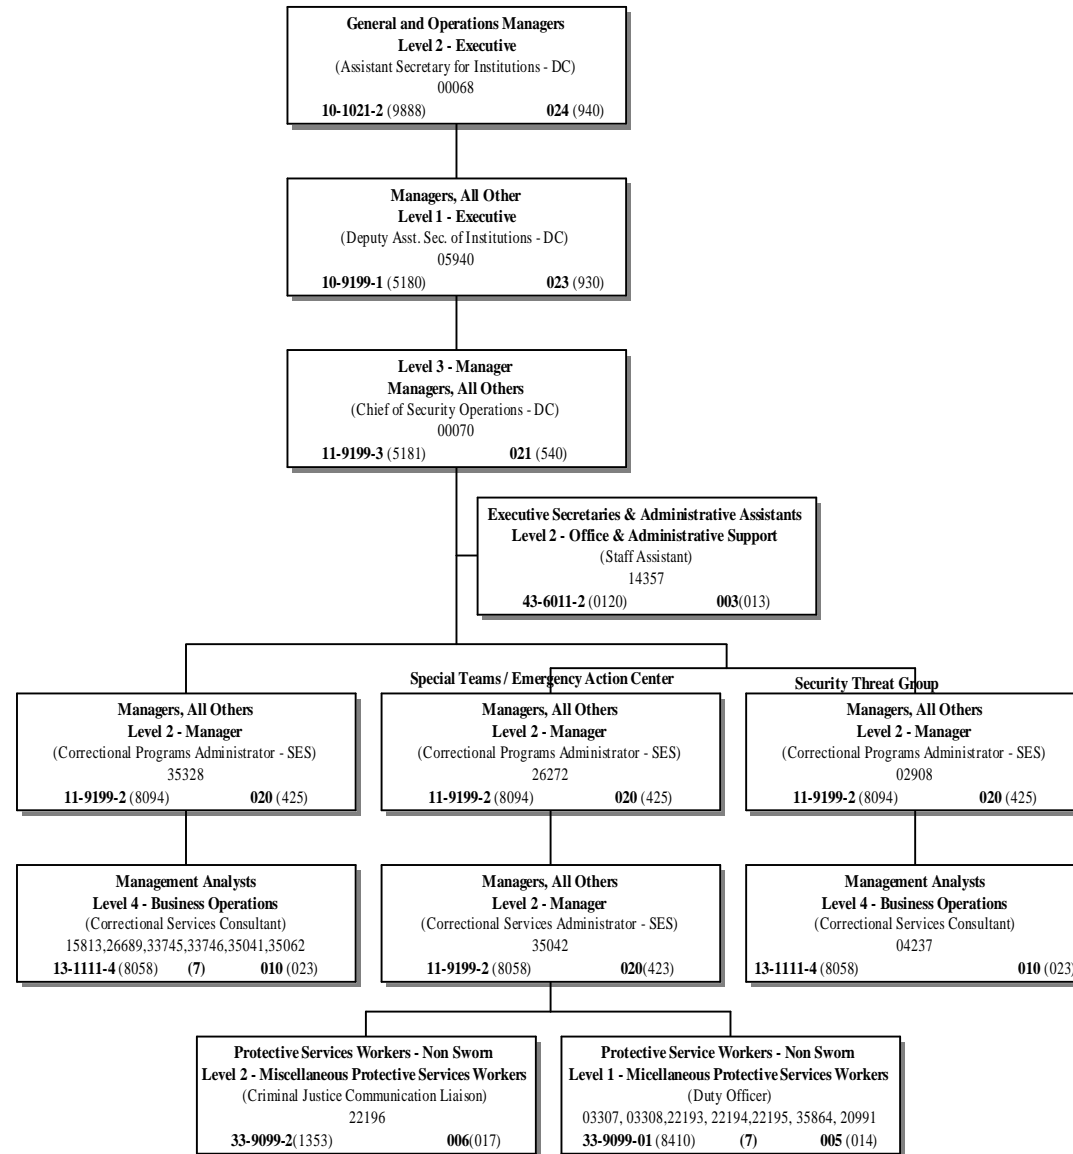 General and Operations Managers
Level 2 - Executive
(Assistant Secretary for Institutions - DC)
00068
10-1021-2 (9888) 024 (940)
Managers, All Other
Level 1 - Executive
(Deputy Asst. Sec. of Institutions - DC)
05940
10-9199-1 (5180) 023 (930)
Level 3 - Manager
Managers, All Others
(Chief of Security Operations - DC)
00070
11-9199-3 (5181) 021 (540)
Executive Secretaries & Administrative Assistants
Level 2 - Office & Administrative Support
(Staff Assistant)
14357
43-6011-2 (0120) 003(013)
Managers, All Others
Level 2 - Manager
(Correctional Programs Administrator - SES)
35328
11-9199-2 (8094) 020 (425)
Special Teams / Emergency Action Center
Managers, All Others
Level 2 - Manager
(Correctional Programs Administrator - SES)
26272
11-9199-2 (8094) 020 (425)
Security Threat Group
Managers, All Others
Level 2 - Manager
(Correctional Programs Administrator - SES)
02908
11-9199-2 (8094) 020 (425)
Management Analysts
Level 4 - Business Operations
(Correctional Services Consultant)
15813,26689,33745,33746,35041,35062
13-1111-4 (8058) (7) 010 (023)
Managers, All Others
Level 2 - Manager
(Correctional Services Administrator - SES)
35042
11-9199-2 (8058) 020(423)
Management Analysts
Level 4 - Business Operations
(Correctional Services Consultant)
04237
13-1111-4 (8058) 010 (023)
Protective Services Workers - Non Sworn
Level 2 - Miscellaneous Protective Services Workers
(Criminal Justice Communication Liaison)
22196
33-9099-2(1353) 006(017)
Protective Service Workers - Non Sworn
Level 1 - Micellaneous Protective Services Workers
(Duty Officer)
03307, 03308,22193, 22194,22195, 35864, 20991
33-9099-01 (8410) (7) 005 (014)